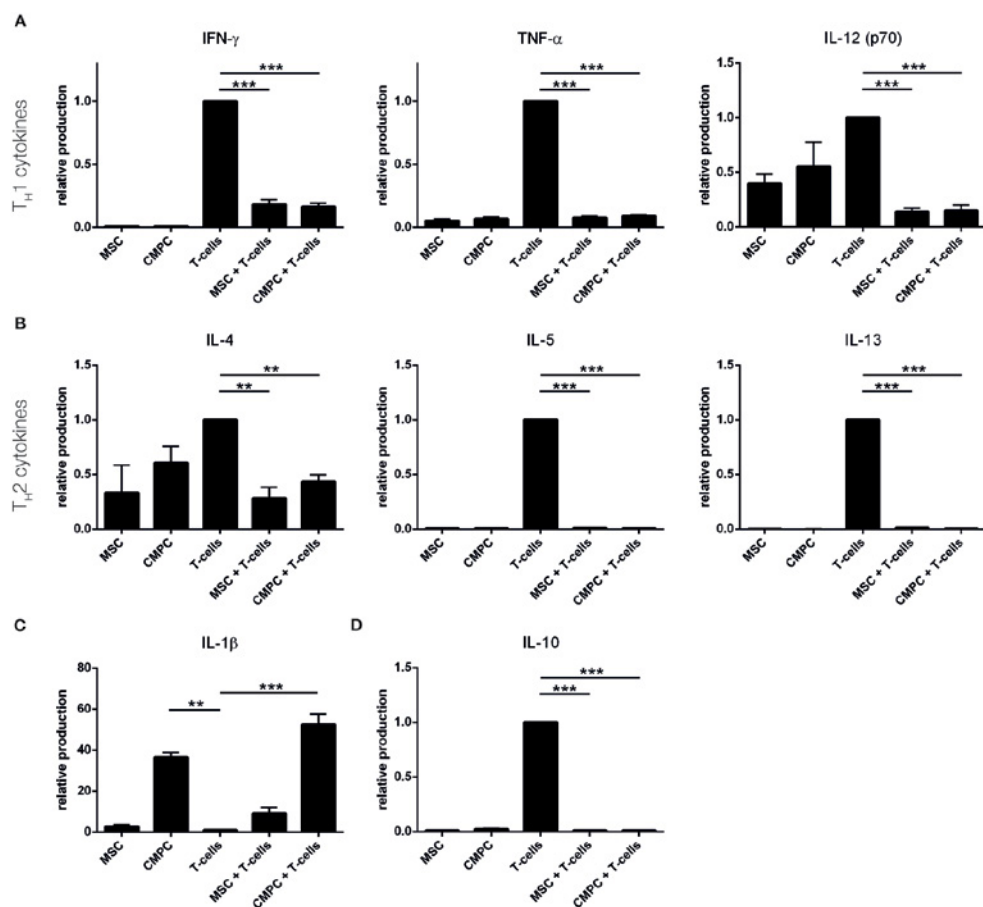 A
T_H1 cytokines
IFN-γ
relative production
1.0
0.5
0.0
***
***
MSC
CMPC
T-cells
MSC + T-cells
CMPC + T-cells
TNF-α
relative production
1.0
0.5
0.0
***
***
MSC
CMPC
T-cells
MSC + T-cells
CMPC + T-cells
IL-12 (p70)
relative production
1.5
1.0
0.5
0.0
***
***
MSC
CMPC
T-cells
MSC + T-cells
CMPC + T-cells
B
T_H2 cytokines
IL-4
relative production
1.5
1.0
0.5
0.0
**
**
MSC
CMPC
T-cells
MSC + T-cells
CMPC + T-cells
IL-5
relative production
1.5
1.0
0.5
0.0
***
***
MSC
CMPC
T-cells
MSC + T-cells
CMPC + T-cells
IL-13
relative production
1.5
1.0
0.5
0.0
***
***
MSC
CMPC
T-cells
MSC + T-cells
CMPC + T-cells
C
IL-1β
relative production
80
60
40
20
0
***
**
MSC
CMPC
T-cells
MSC + T-cells
CMPC + T-cells
D
IL-10
relative production
1.5
1.0
0.5
0.0
***
***
MSC
CMPC
T-cells
MSC + T-cells
CMPC + T-cells